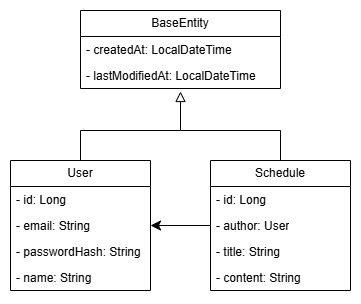 BaseEntity
- createdAt: LocalDateTime
- lastModifiedAt: LocalDateTime
User
- id: Long
- email: String
- passwordHash: String
- name: String
Schedule
- id: Long
- author: User
- title: String
- content: String